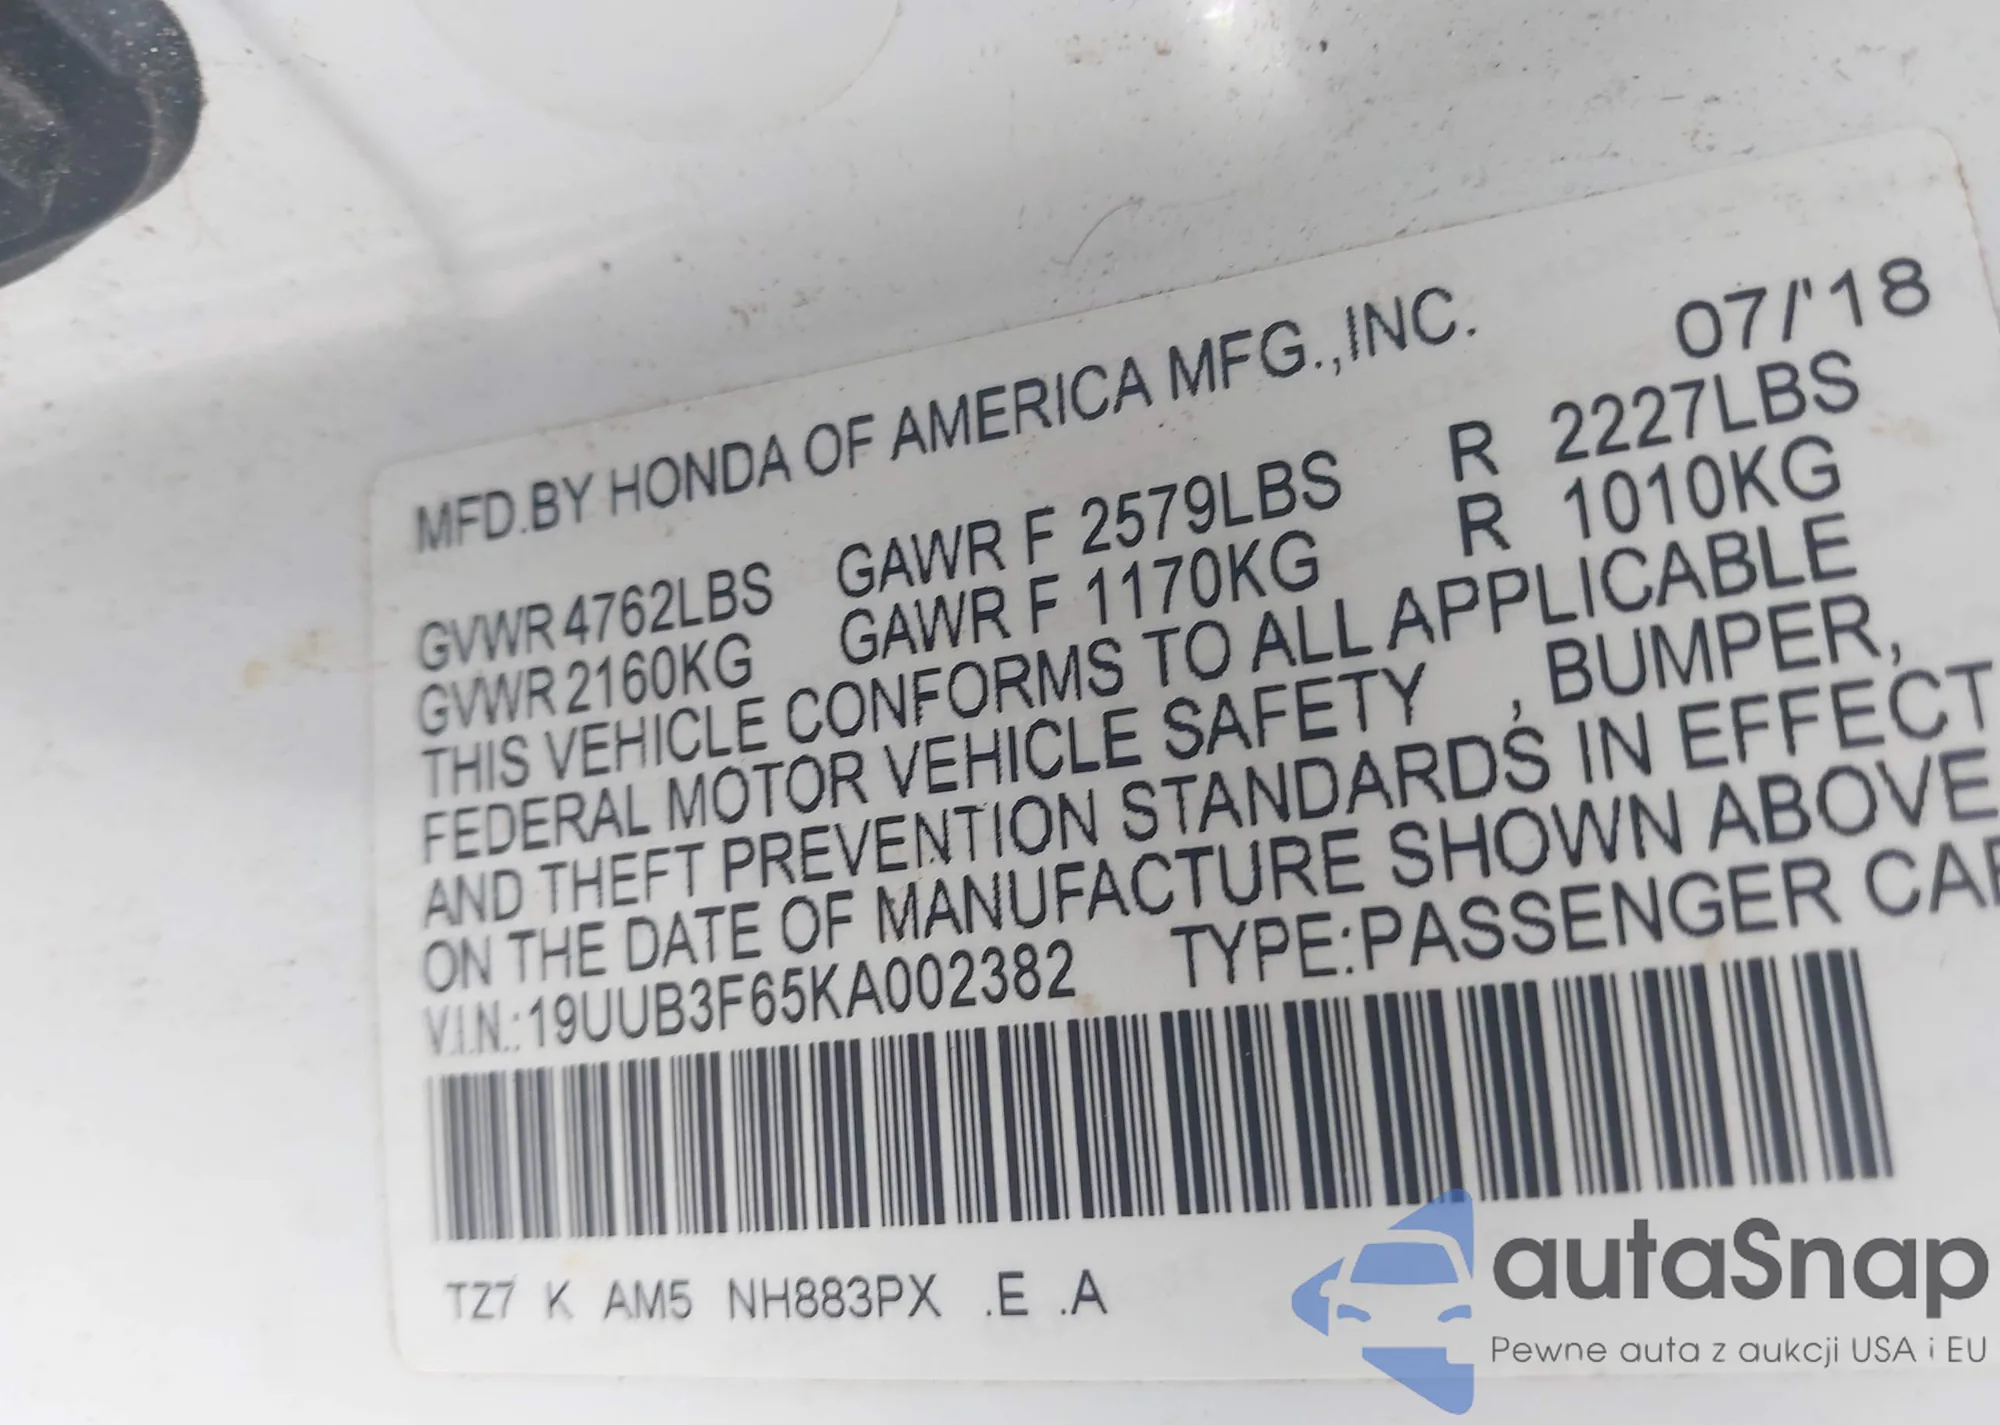 MFD.BY HONDA OF AMERICA MFG.,INC. 07/'18
GVWR 4762LBS GAWR F 2579LBS R 2227LBS
GVWR 2160KG GAWR F 1170KG R 1010KG
THIS VEHICLE CONFORMS TO ALL APPLICABLE
FEDERAL MOTOR VEHICLE SAFETY , BUMPER,
AND THEFT PREVENTION STANDARDS IN EFFECT
ON THE DATE OF MANUFACTURE SHOWN ABOVE
V.I.N.:19UUB3F65KA002382 TYPE:PASSENGER CAR
TZ7 K AM5 NH883PX .E .A
autaSnap
Pewne auta z aukcji USA i EU